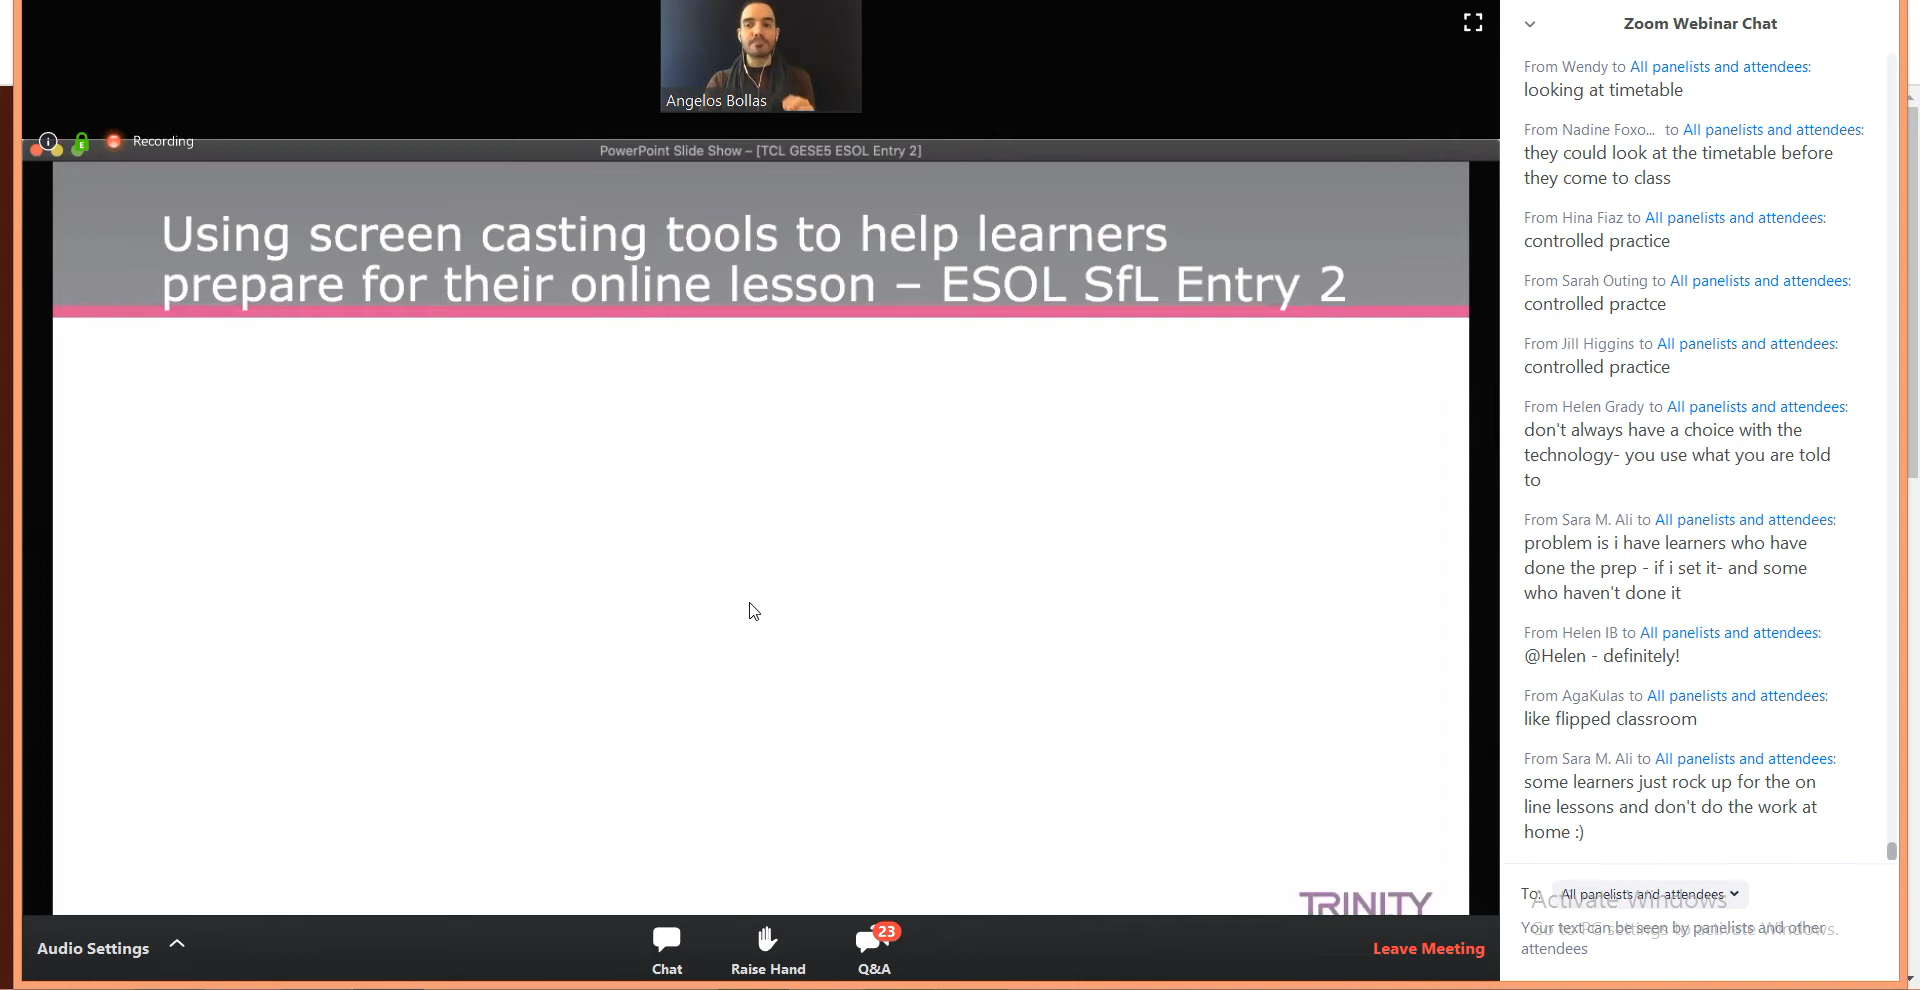 Angelos Bollas
Recording
PowerPoint Slide Show – [TCL GESE5 ESOL Entry 2]
Using screen casting tools to help learners
prepare for their online lesson – ESOL SfL Entry 2
TRINITY
Audio Settings
Chat
Raise Hand
23
Q&A
Leave Meeting
Zoom Webinar Chat
From Wendy to All panelists and attendees:
looking at timetable
From Nadine Foxo... to All panelists and attendees:
they could look at the timetable before
they come to class
From Hina Fiaz to All panelists and attendees:
controlled practice
From Sarah Outing to All panelists and attendees:
controlled practce
From Jill Higgins to All panelists and attendees:
controlled practice
From Helen Grady to All panelists and attendees:
don't always have a choice with the
technology- you use what you are told
to
From Sara M. Ali to All panelists and attendees:
problem is i have learners who have
done the prep - if i set it- and some
who haven't done it
From Helen IB to All panelists and attendees:
@Helen - definitely!
From AgaKulas to All panelists and attendees:
like flipped classroom
From Sara M. Ali to All panelists and attendees:
some learners just rock up for the on
line lessons and don't do the work at
home :)
To: All panelists and attendees
Activate Windows
Your text can be seen by panelists and other
attendees
Go to PC settings to activate Windows.